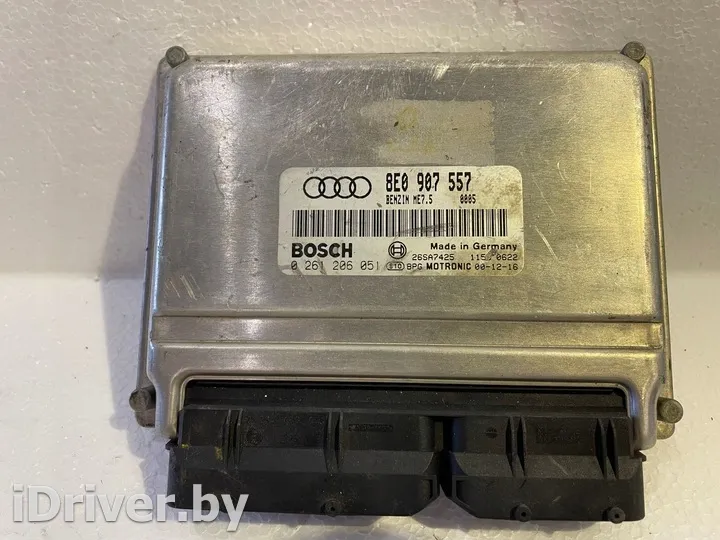 8E0 907 557
BENZIN ME7.5 0005
BOSCH
Made in Germany
26SA7425
0 261 206 051 BPG MOTRONIC 00-12-16
iDriver.by